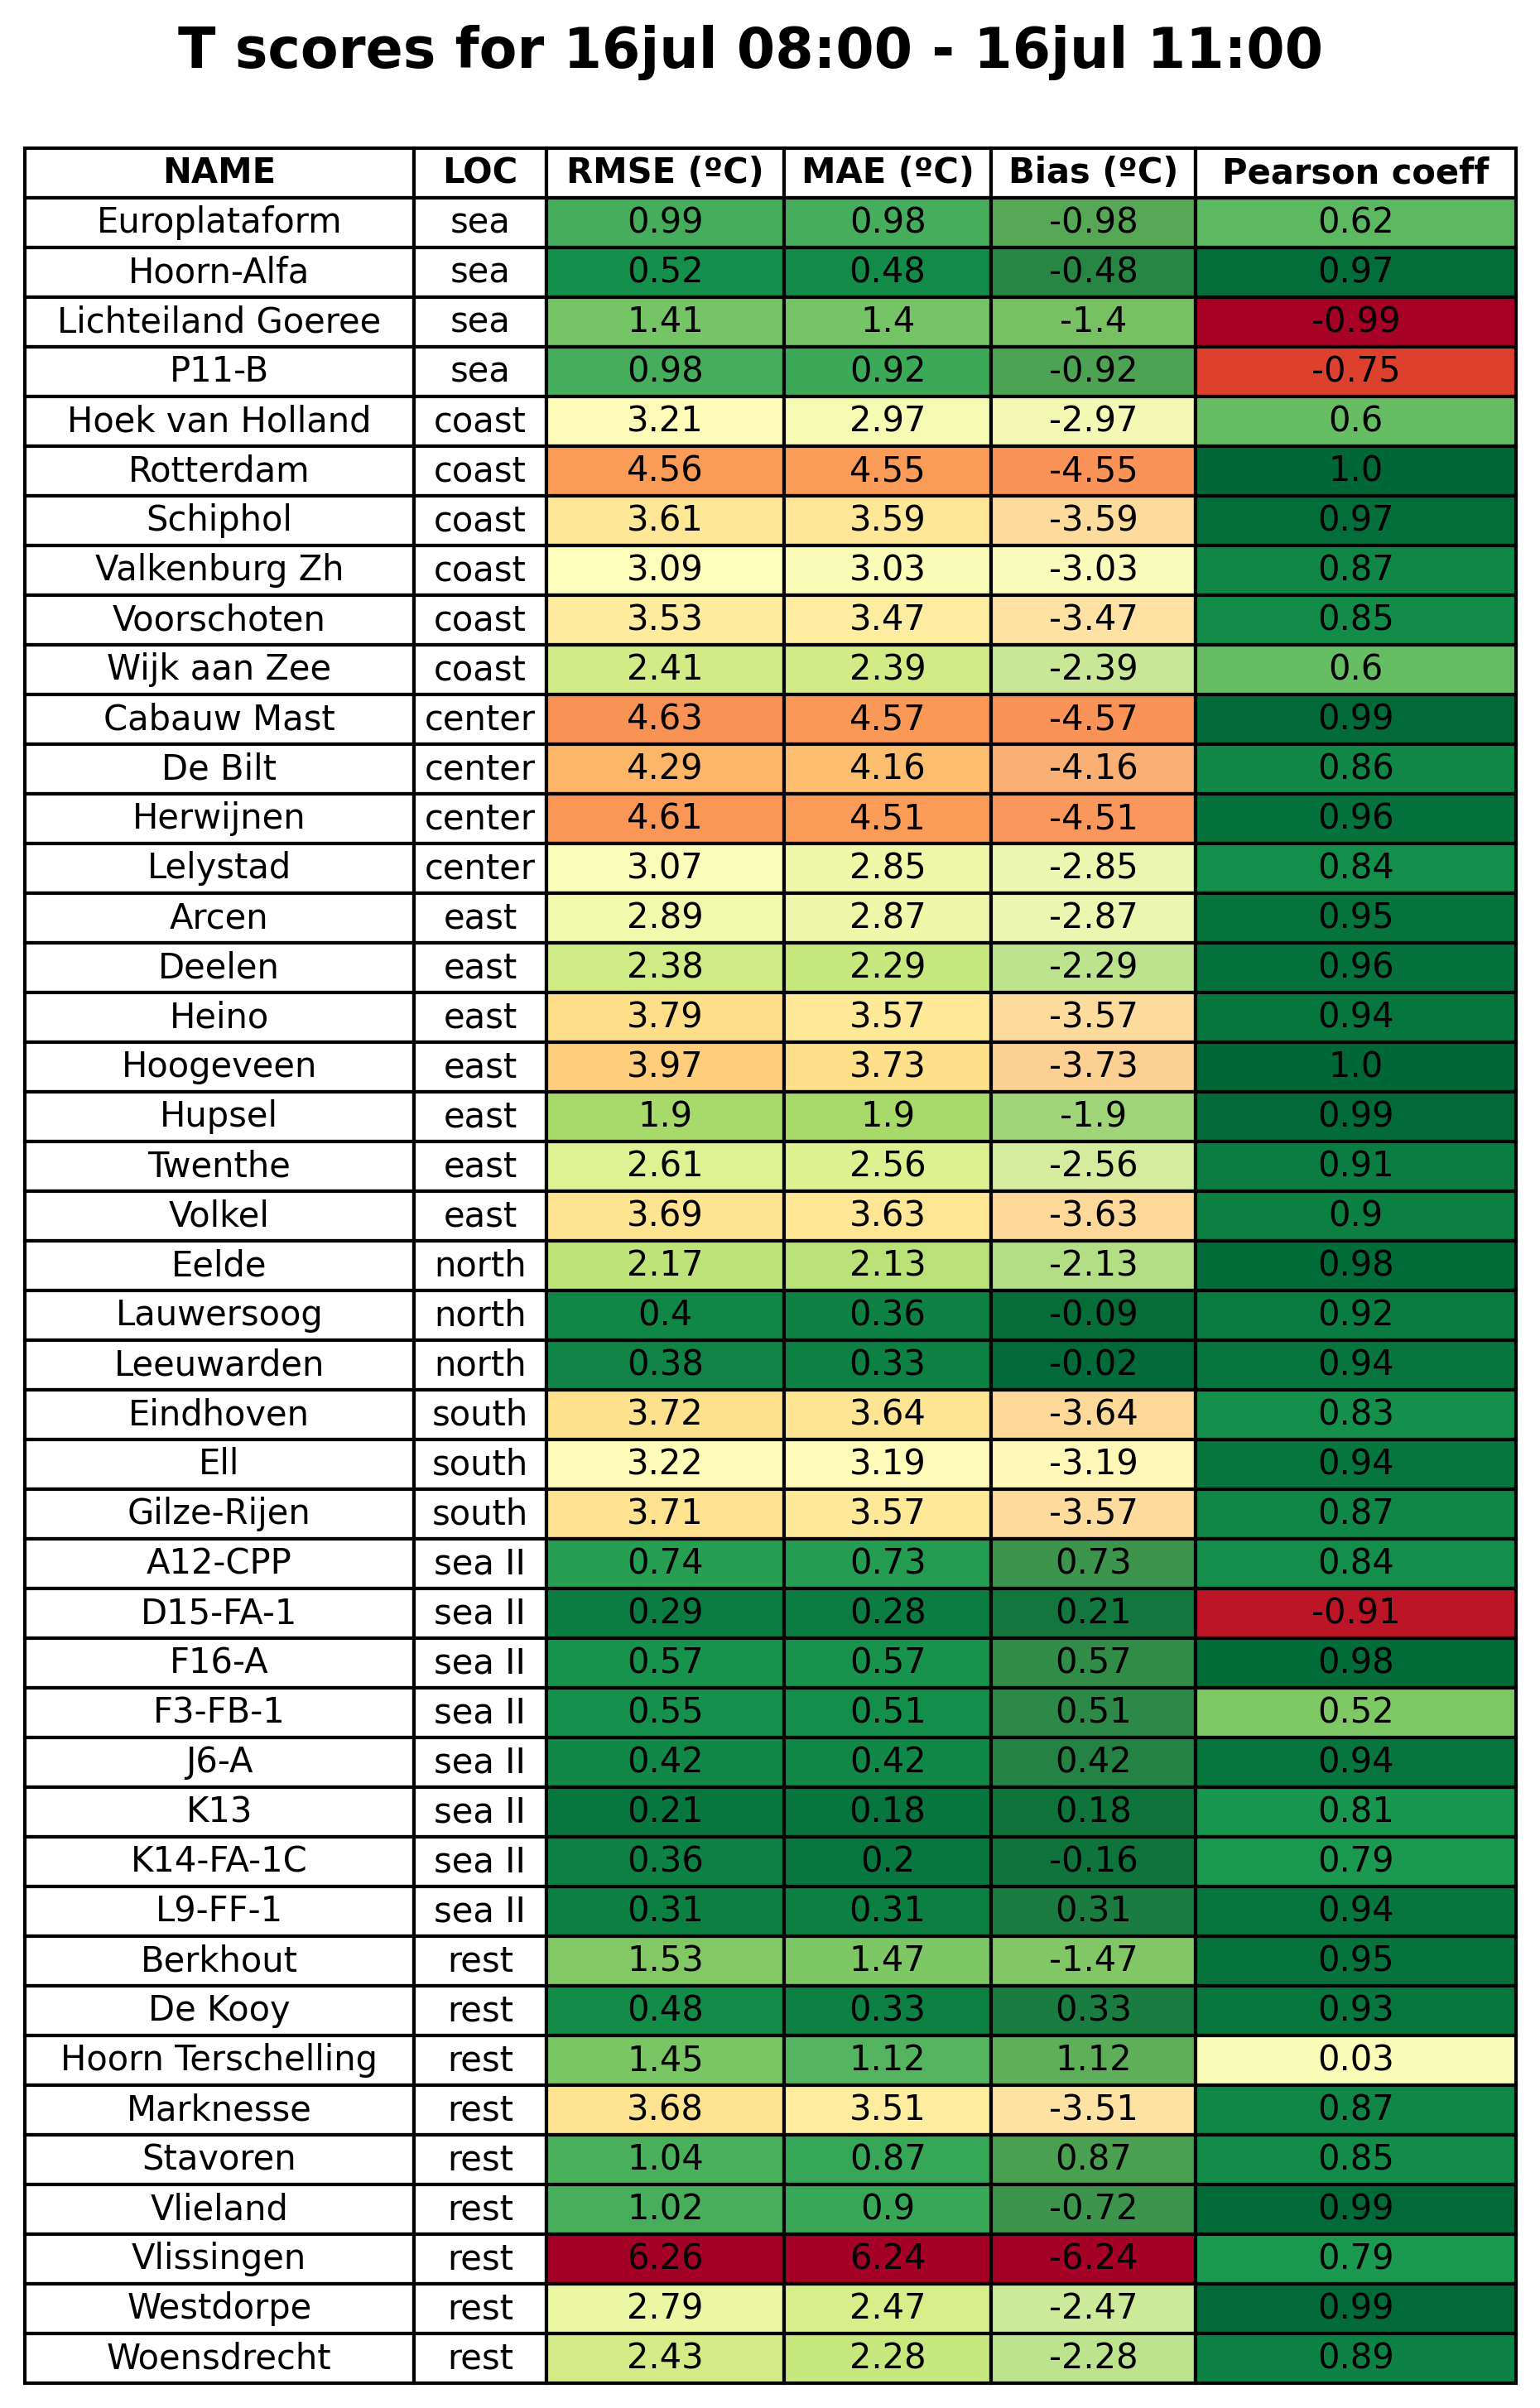 T scores for 16jul 08:00 - 16jul 11:00
NAME LOC RMSE (ºC) MAE (ºC) Bias (ºC) Pearson coeff
Europlataform sea 0.99 0.98 -0.98 0.62
Hoorn-Alfa sea 0.52 0.48 -0.48 0.97
Lichteiland Goeree sea 1.41 1.4 -1.4 -0.99
P11-B sea 0.98 0.92 -0.92 -0.75
Hoek van Holland coast 3.21 2.97 -2.97 0.6
Rotterdam coast 4.56 4.55 -4.55 1.0
Schiphol coast 3.61 3.59 -3.59 0.97
Valkenburg Zh coast 3.09 3.03 -3.03 0.87
Voorschoten coast 3.53 3.47 -3.47 0.85
Wijk aan Zee coast 2.41 2.39 -2.39 0.6
Cabauw Mast center 4.63 4.57 -4.57 0.99
De Bilt center 4.29 4.16 -4.16 0.86
Herwijnen center 4.61 4.51 -4.51 0.96
Lelystad center 3.07 2.85 -2.85 0.84
Arcen east 2.89 2.87 -2.87 0.95
Deelen east 2.38 2.29 -2.29 0.96
Heino east 3.79 3.57 -3.57 0.94
Hoogeveen east 3.97 3.73 -3.73 1.0
Hupsel east 1.9 1.9 -1.9 0.99
Twenthe east 2.61 2.56 -2.56 0.91
Volkel east 3.69 3.63 -3.63 0.9
Eelde north 2.17 2.13 -2.13 0.98
Lauwersoog north 0.4 0.36 -0.09 0.92
Leeuwarden north 0.38 0.33 -0.02 0.94
Eindhoven south 3.72 3.64 -3.64 0.83
Ell south 3.22 3.19 -3.19 0.94
Gilze-Rijen south 3.71 3.57 -3.57 0.87
A12-CPP sea II 0.74 0.73 0.73 0.84
D15-FA-1 sea II 0.29 0.28 0.21 -0.91
F16-A sea II 0.57 0.57 0.57 0.98
F3-FB-1 sea II 0.55 0.51 0.51 0.52
J6-A sea II 0.42 0.42 0.42 0.94
K13 sea II 0.21 0.18 0.18 0.81
K14-FA-1C sea II 0.36 0.2 -0.16 0.79
L9-FF-1 sea II 0.31 0.31 0.31 0.94
Berkhout rest 1.53 1.47 -1.47 0.95
De Kooy rest 0.48 0.33 0.33 0.93
Hoorn Terschelling rest 1.45 1.12 1.12 0.03
Marknesse rest 3.68 3.51 -3.51 0.87
Stavoren rest 1.04 0.87 0.87 0.85
Vlieland rest 1.02 0.9 -0.72 0.99
Vlissingen rest 6.26 6.24 -6.24 0.79
Westdorpe rest 2.79 2.47 -2.47 0.99
Woensdrecht rest 2.43 2.28 -2.28 0.89